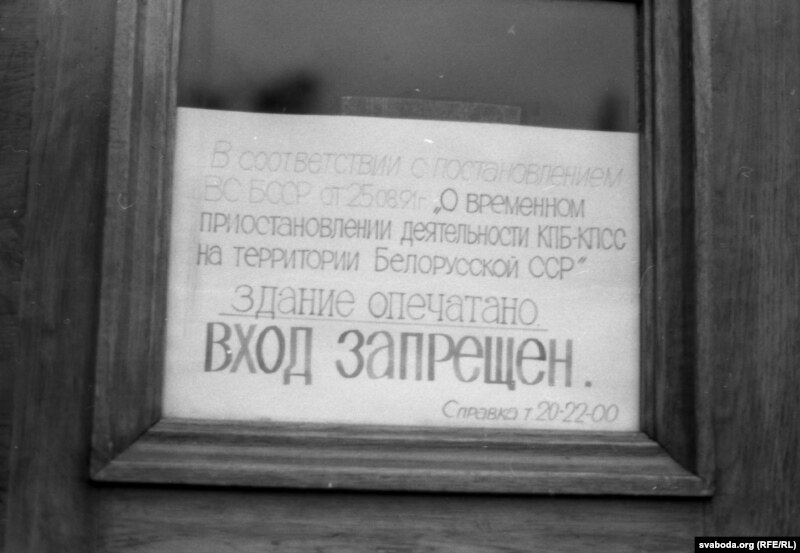 В соответствии с постановлением
ВС БССР от 25.08.91г. „О временном
приостановлении деятельности КПБ-КПСС
на территории Белорусской ССР“
здание опечатано
ВХОД ЗАПРЕЩЕН.
Справка т. 20-22-00
svaboda.org (RFE/RL)